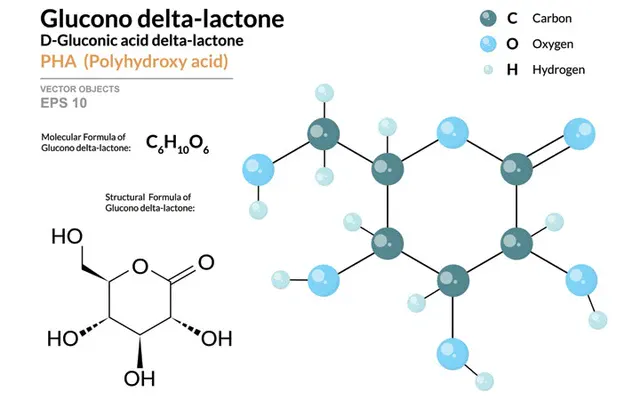 Glucono delta-lactone
D-Gluconic acid delta-lactone
PHA (Polyhydroxy acid)
VECTOR OBJECTS
EPS 10
Molecular Formula of
Glucono delta-lactone:
C6H10O6
Structural Formula of
Glucono delta-lactone:
C Carbon
O Oxygen
H Hydrogen
HO
O
O
HO
OH
OH